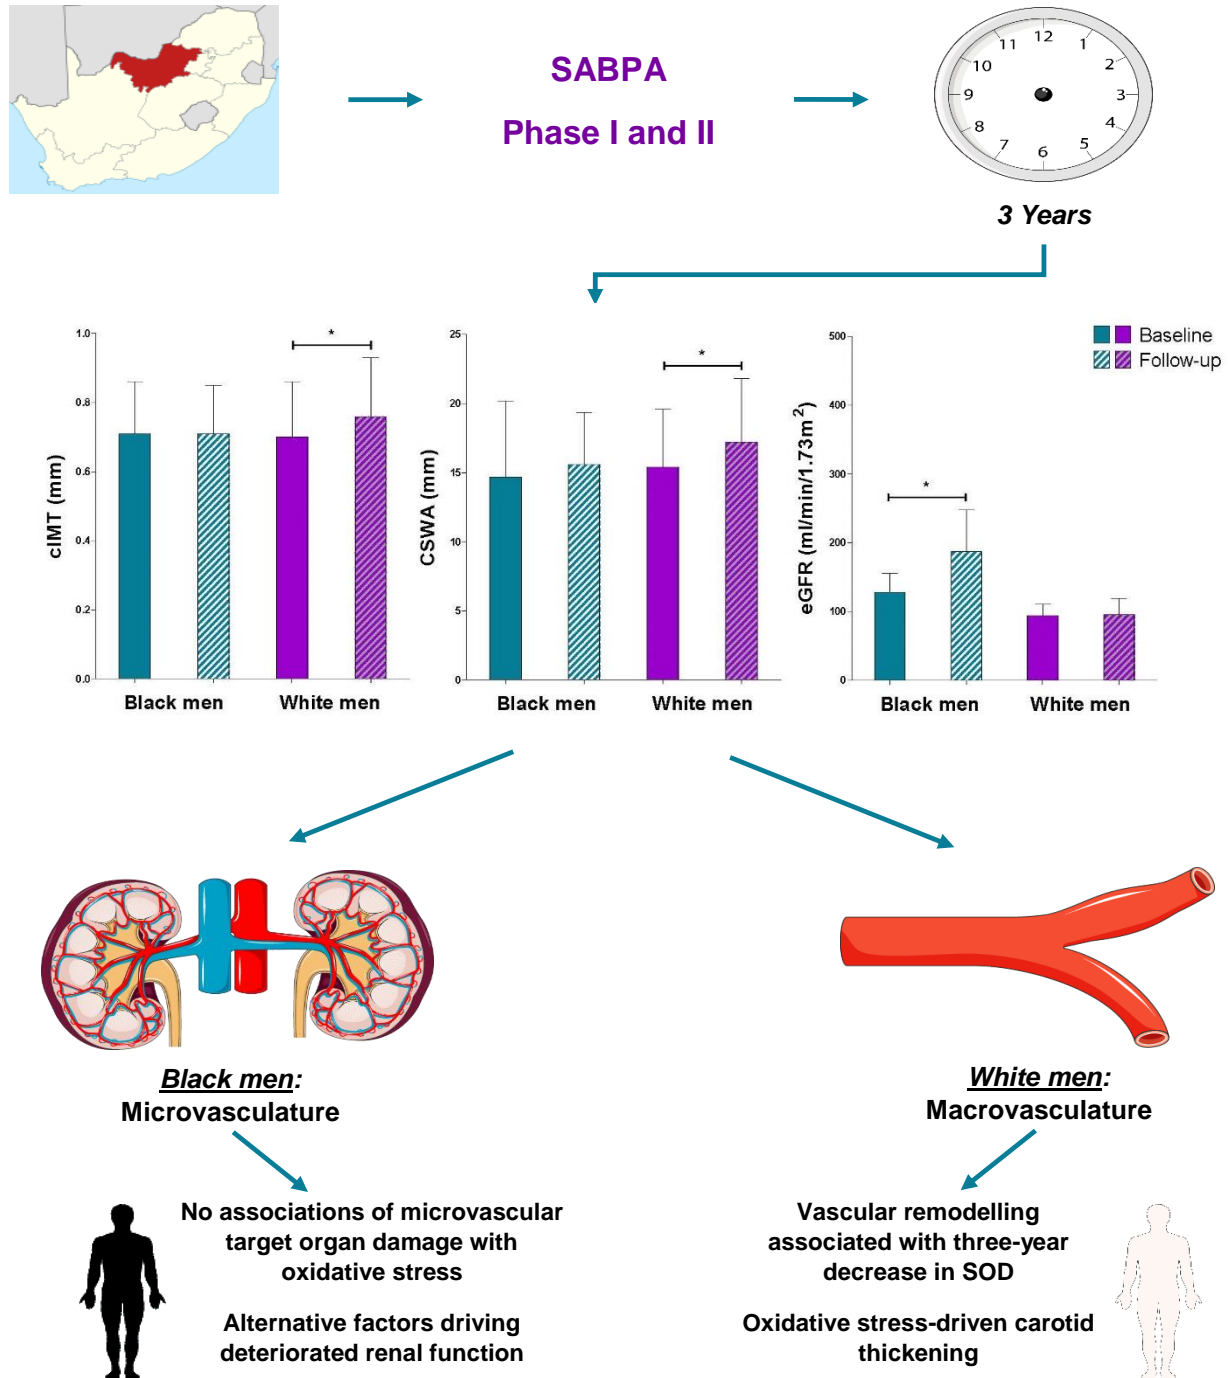 SABPA
Phase I and II
12
1
2
3
4
5
6
7
8
9
10
11
3 Years
cIMT (mm)
1.0
0.8
0.6
0.4
0.2
0.0
*
Black men
White men
CSWA (mm)
25
20
15
10
5
0
*
Black men
White men
eGFR (ml/min/1.73m²)
500
400
300
200
100
0
*
Black men
White men
Baseline
Follow-up
Black men:
Microvasculature
White men:
Macrovasculature
No associations of microvascular
target organ damage with
oxidative stress
Alternative factors driving
deteriorated renal function
Vascular remodelling
associated with three-year
decrease in SOD
Oxidative stress-driven carotid
thickening